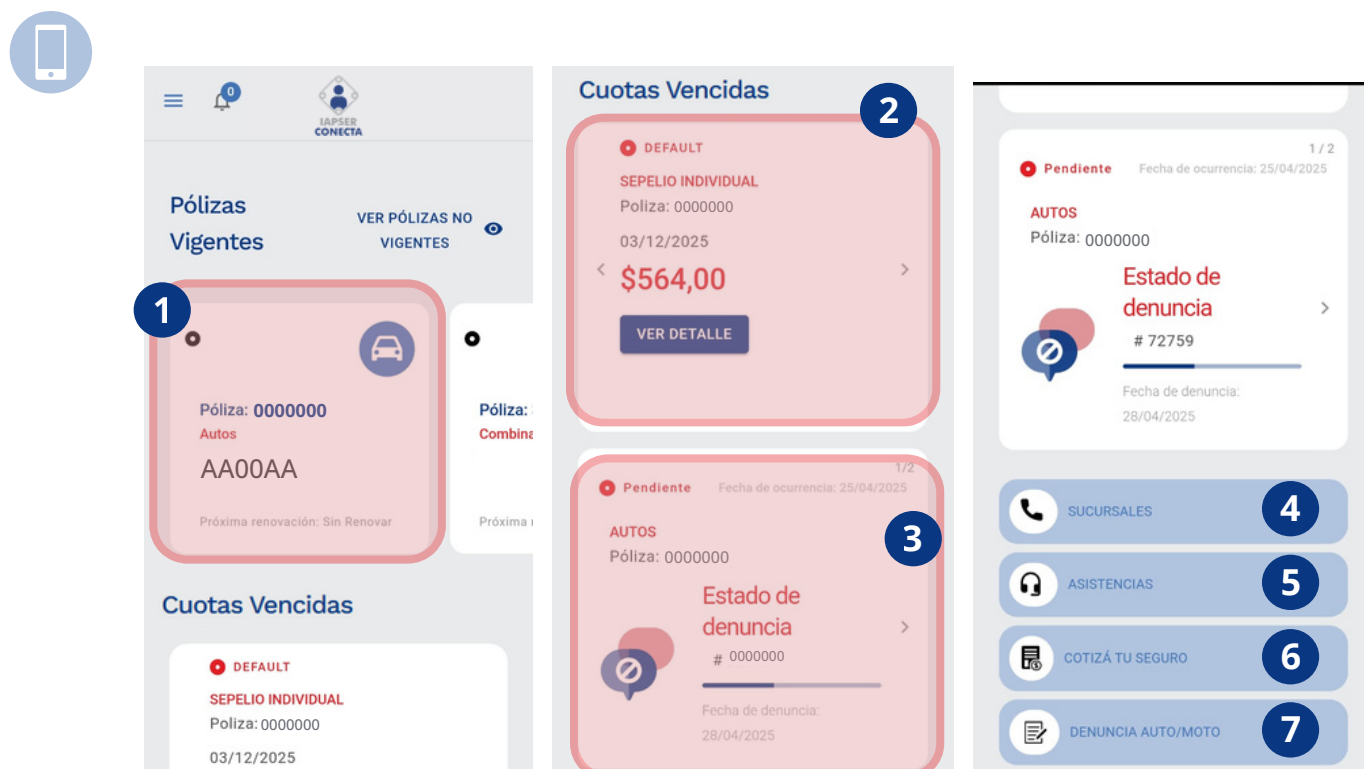 0
IAPSER
CONECTA
Pólizas
Vigentes
VER PÓLIZAS NO
VIGENTES
1
Póliza: 0000000
Autos
AA00AA
Próxima renovación: Sin Renovar
Póliza:
Combina
Próxima
Cuotas Vencidas
DEFAULT
SEPELIO INDIVIDUAL
Poliza: 0000000
03/12/2025
Cuotas Vencidas
2
DEFAULT
SEPELIO INDIVIDUAL
Poliza: 0000000
03/12/2025
$564,00
VER DETALLE
1/2
Pendiente Fecha de ocurrencia: 25/04/2025
3
AUTOS
Póliza: 0000000
Estado de
denuncia
# 0000000
Fecha de denuncia:
28/04/2025
1 / 2
Pendiente Fecha de ocurrencia: 25/04/2025
AUTOS
Póliza: 0000000
Estado de
denuncia
# 72759
Fecha de denuncia:
28/04/2025
SUCURSALES 4
ASISTENCIAS 5
COTIZÁ TU SEGURO 6
DENUNCIA AUTO/MOTO 7